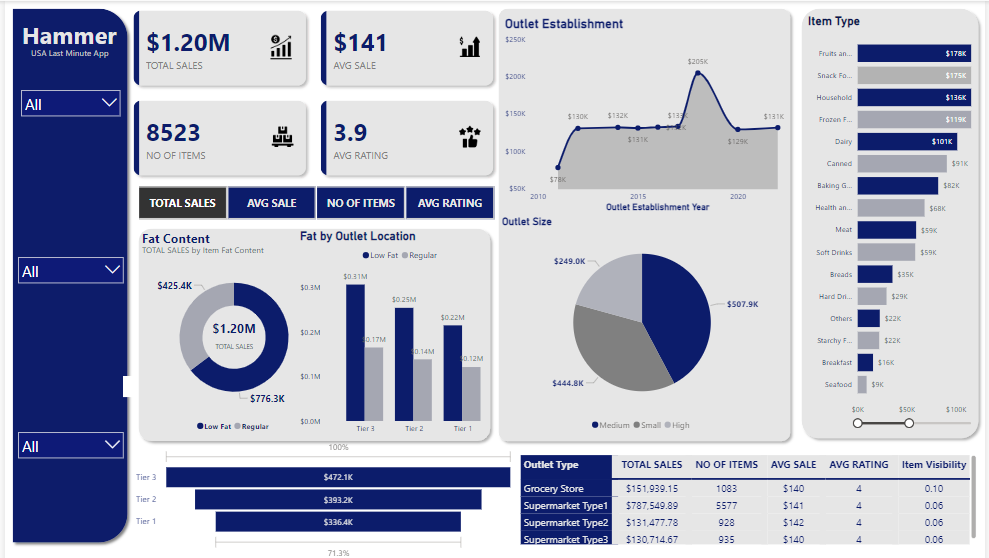 Hammer
USA Last Minute App
All
All
All
$1.20M
TOTAL SALES
$141
AVG SALE
8523
NO OF ITEMS
3.9
AVG RATING
TOTAL SALES
AVG SALE
NO OF ITEMS
AVG RATING
Fat Content
TOTAL SALES by Item Fat Content
$425.4K
$1.20M
TOTAL SALES
$776.3K
Low Fat
Regular
Fat by Outlet Location
Low Fat
Regular
$0.3M
$0.2M
$0.1M
$0.0M
$0.31M
$0.17M
$0.25M
$0.14M
$0.22M
$0.12M
Tier 3
Tier 2
Tier 1
Outlet Establishment
$250K
$200K
$150K
$100K
$50K
$78K
$130K
$132K
$131K
$133K
$205K
$129K
$131K
2010
2015
2020
Outlet Establishment Year
Outlet Size
$249.0K
$507.9K
$444.8K
Medium
Small
High
Item Type
Fruits an... $178K
Snack Fo... $175K
Household $136K
Frozen F... $119K
Dairy $101K
Canned $91K
Baking G... $82K
Health an... $68K
Meat $59K
Soft Drinks $59K
Breads $35K
Hard Dri... $29K
Others $22K
Starchy F... $22K
Breakfast $16K
Seafood $9K
$0K $50K $100K
100%
Tier 3 $472.1K
Tier 2 $393.2K
Tier 1 $336.4K
71.3%
Outlet Type TOTAL SALES NO OF ITEMS AVG SALE AVG RATING Item Visibility
Grocery Store $151,939.15 1083 $140 4 0.10
Supermarket Type1 $787,549.89 5577 $141 4 0.06
Supermarket Type2 $131,477.78 928 $142 4 0.06
Supermarket Type3 $130,714.67 935 $140 4 0.06